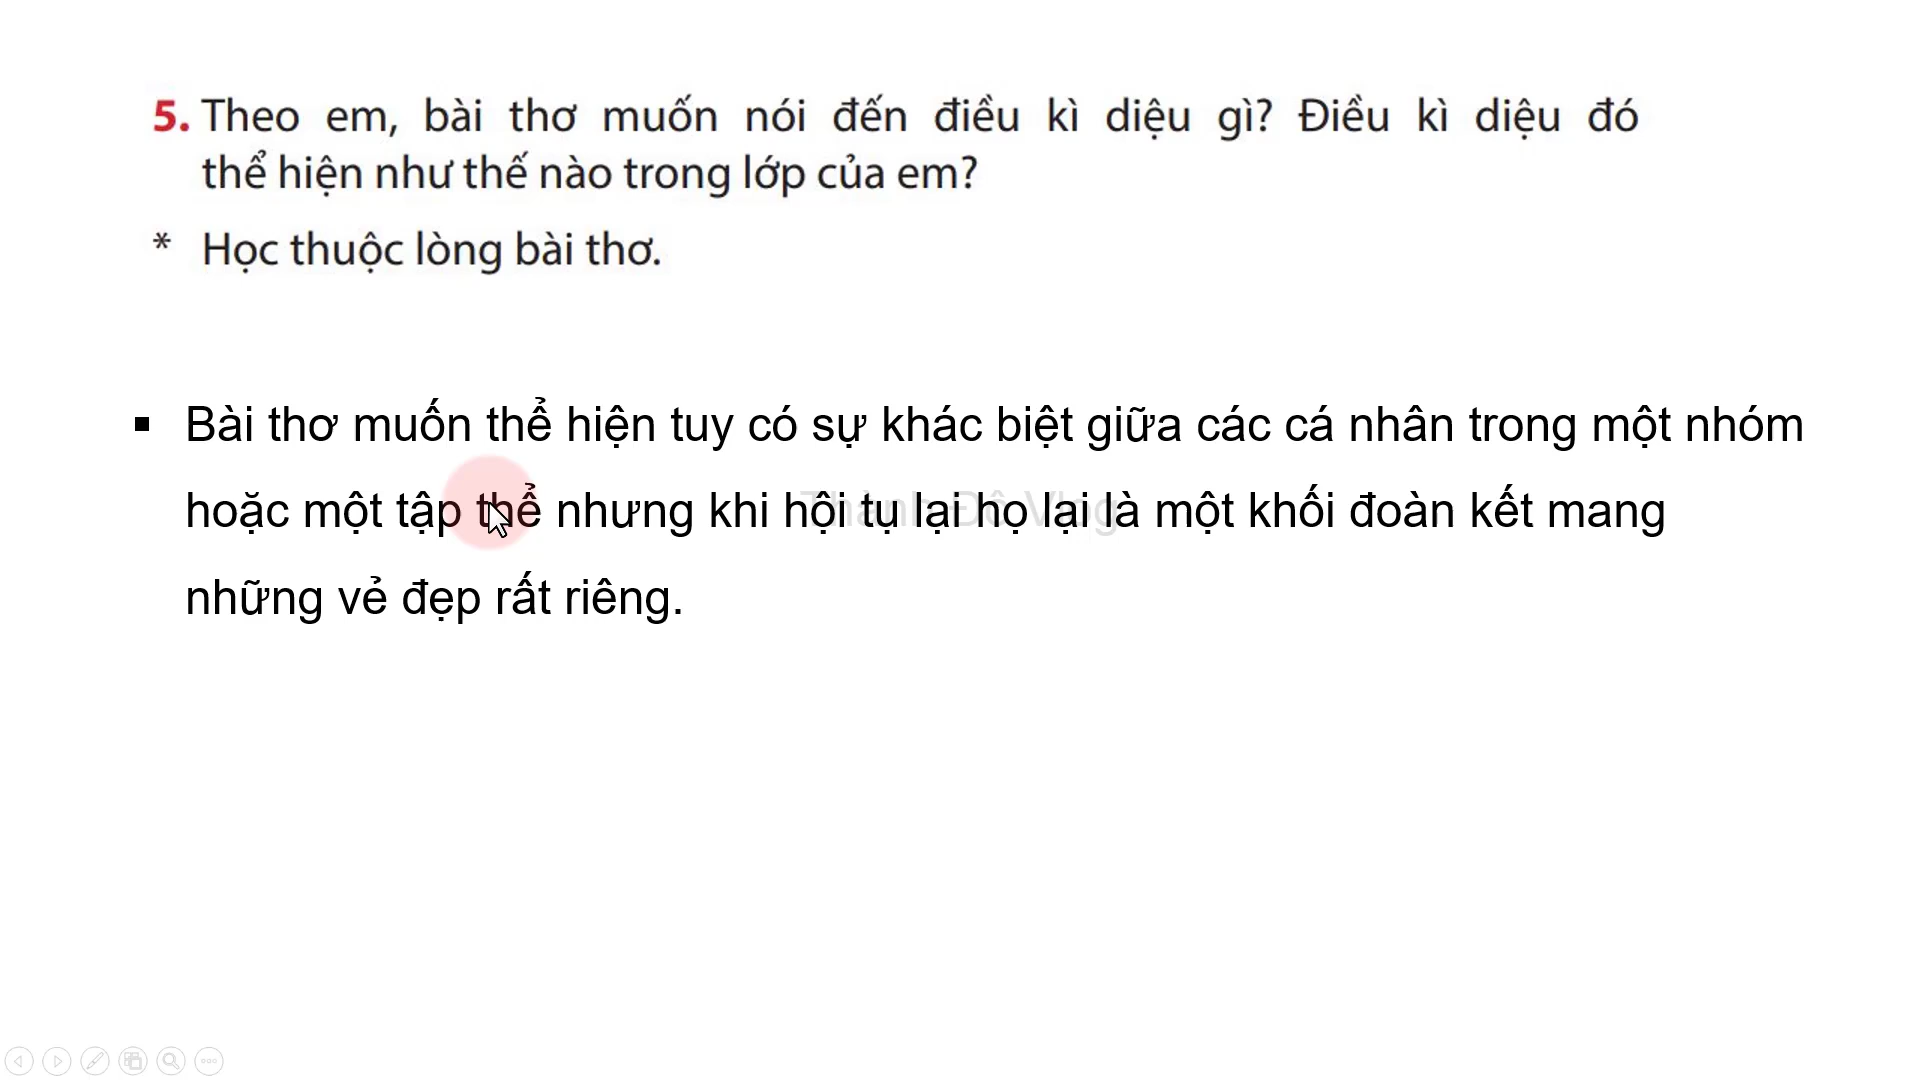 5. Theo em, bài thơ muốn nói đến điều kì diệu gì? Điều kì diệu đó
thể hiện như thế nào trong lớp của em?
* Học thuộc lòng bài thơ.
▪ Bài thơ muốn thể hiện tuy có sự khác biệt giữa các cá nhân trong một nhóm
hoặc một tập thể nhưng khi hội tụ lại họ lại là một khối đoàn kết mang
những vẻ đẹp rất riêng.
Thành Đô Vlog